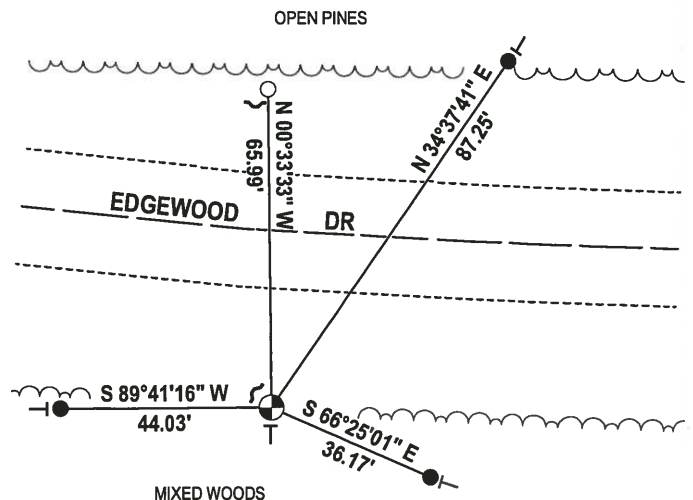 OPEN PINES
N 34°37'41" E
87.25'
N 00°33'33" W
65.99'
EDGEWOOD DR
S 89°41'16" W
44.03'
S 66°25'01" E
36.17'
MIXED WOODS